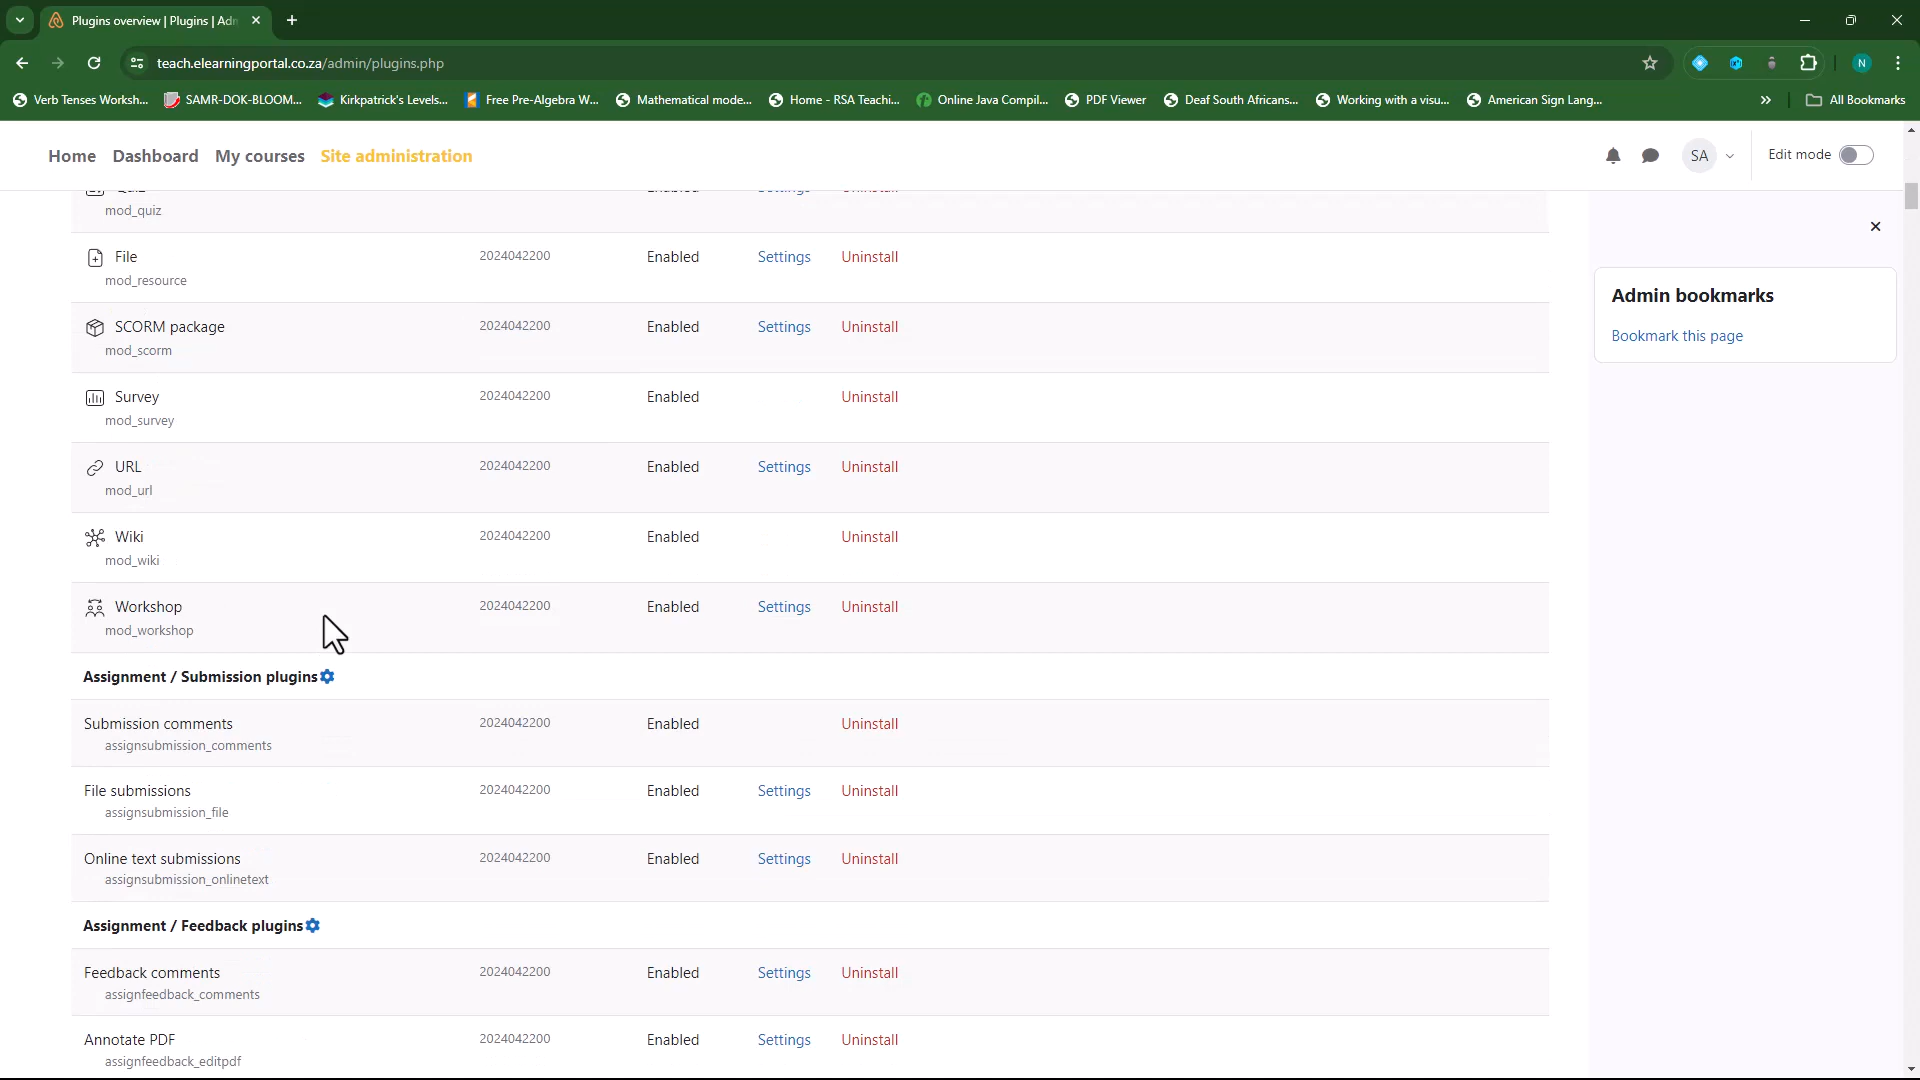 Plugins overview | Plugins | Adm
teach.elearningportal.co.za/admin/plugins.php
N
Verb Tenses Worksh...
SAMR-DOK-BLOOM...
Kirkpatrick's Levels...
Free Pre-Algebra W...
Mathematical mode...
Home - RSA Teachi...
Online Java Compil...
PDF Viewer
Deaf South Africans...
Working with a visu...
American Sign Lang...
All Bookmarks
Home
Dashboard
My courses
Site administration
SA
Edit mode
mod_quiz
File 2024042200 Enabled Settings Uninstall
mod_resource
SCORM package 2024042200 Enabled Settings Uninstall
mod_scorm
Survey 2024042200 Enabled Uninstall
mod_survey
URL 2024042200 Enabled Settings Uninstall
mod_url
Wiki 2024042200 Enabled Uninstall
mod_wiki
Workshop 2024042200 Enabled Settings Uninstall
mod_workshop
Assignment / Submission plugins
Submission comments 2024042200 Enabled Uninstall
assignsubmission_comments
File submissions 2024042200 Enabled Settings Uninstall
assignsubmission_file
Online text submissions 2024042200 Enabled Settings Uninstall
assignsubmission_onlinetext
Assignment / Feedback plugins
Feedback comments 2024042200 Enabled Settings Uninstall
assignfeedback_comments
Annotate PDF 2024042200 Enabled Settings Uninstall
assignfeedback_editpdf
Admin bookmarks
Bookmark this page